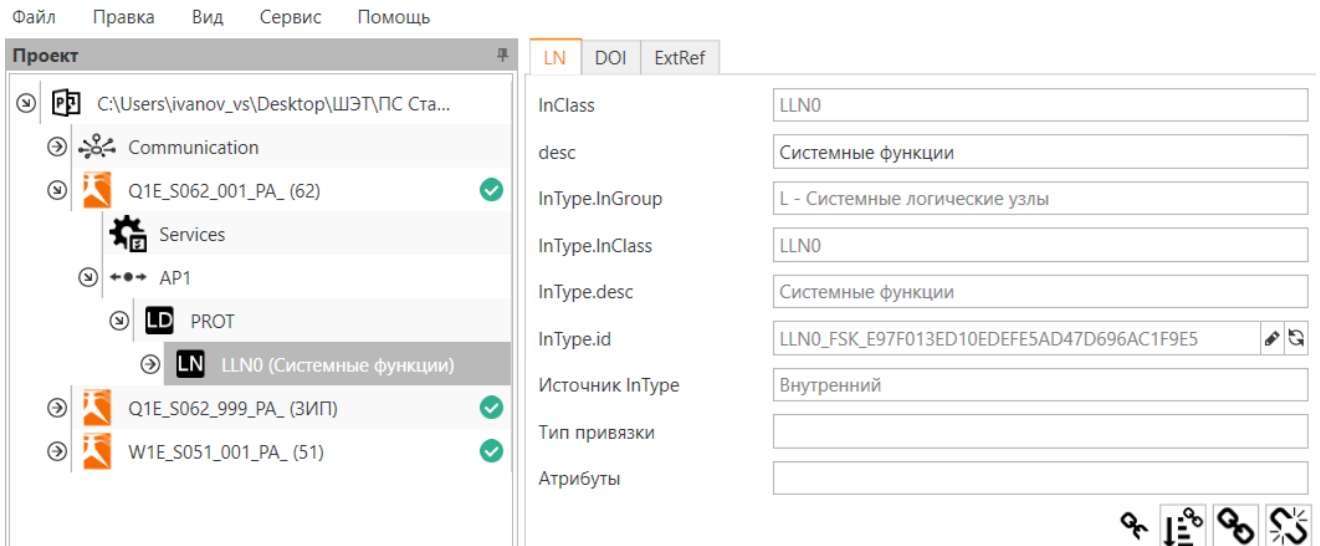 Файл Правка Вид Сервис Помощь
Проект
C:\Users\ivanov_vs\Desktop\ШЭТ\ПС Ста...
Communication
Q1E_S062_001_PA_ (62)
Services
AP1
LD PROT
LN LLN0 (Системные функции)
Q1E_S062_999_PA_ (ЗИП)
W1E_S051_001_PA_ (51)
LN DOI ExtRef
lnClass LLN0
desc Системные функции
lnType.lnGroup L - Системные логические узлы
lnType.lnClass LLN0
lnType.desc Системные функции
lnType.id LLN0_FSK_E97F013ED10EDEFE5AD47D696AC1F9E5
Источник lnType Внутренний
Тип привязки
Атрибуты